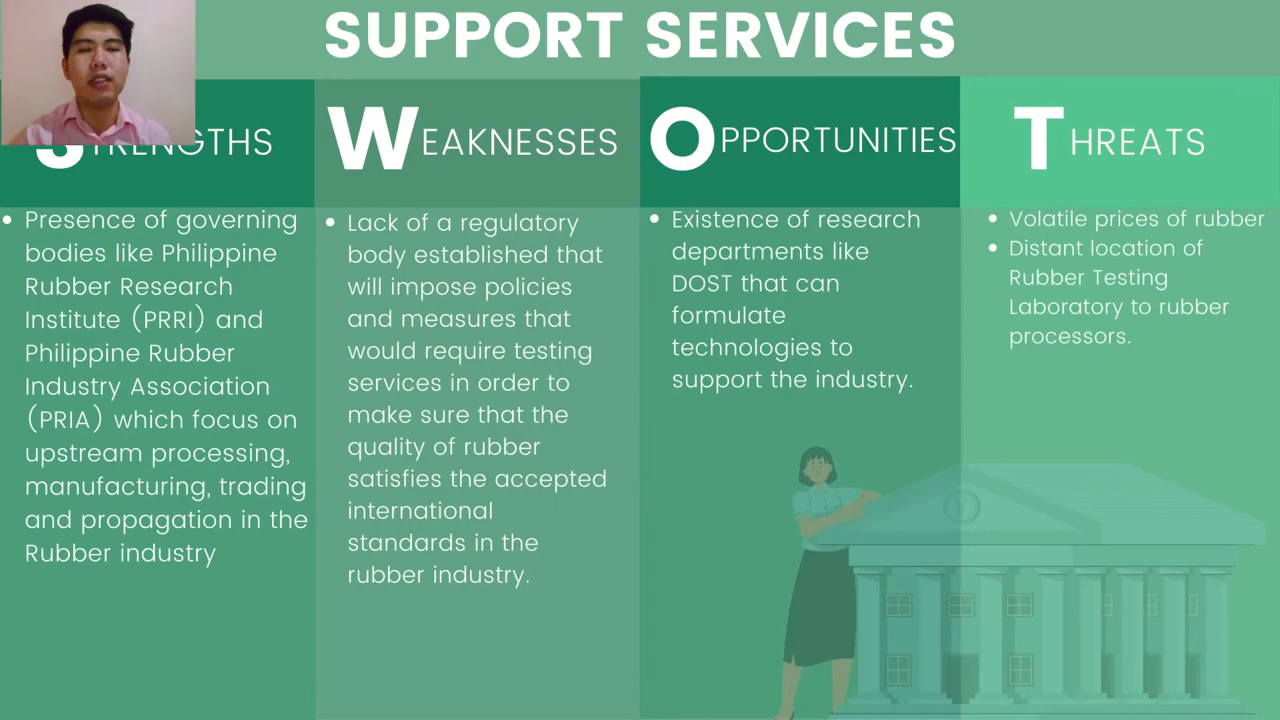 SUPPORT SERVICES
STRENGTHS
Presence of governing
bodies like Philippine
Rubber Research
Institute (PRRI) and
Philippine Rubber
Industry Association
(PRIA) which focus on
upstream processing,
manufacturing, trading
and propagation in the
Rubber industry
WEAKNESSES
Lack of a regulatory
body established that
will impose policies
and measures that
would require testing
services in order to
make sure that the
quality of rubber
satisfies the accepted
international
standards in the
rubber industry.
OPPORTUNITIES
Existence of research
departments like
DOST that can
formulate
technologies to
support the industry.
THREATS
Volatile prices of rubber
Distant location of
Rubber Testing
Laboratory to rubber
processors.